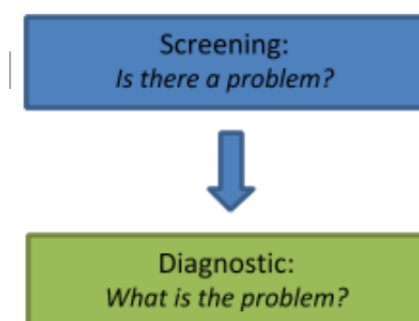 Screening:
Is there a problem?
Diagnostic:
What is the problem?